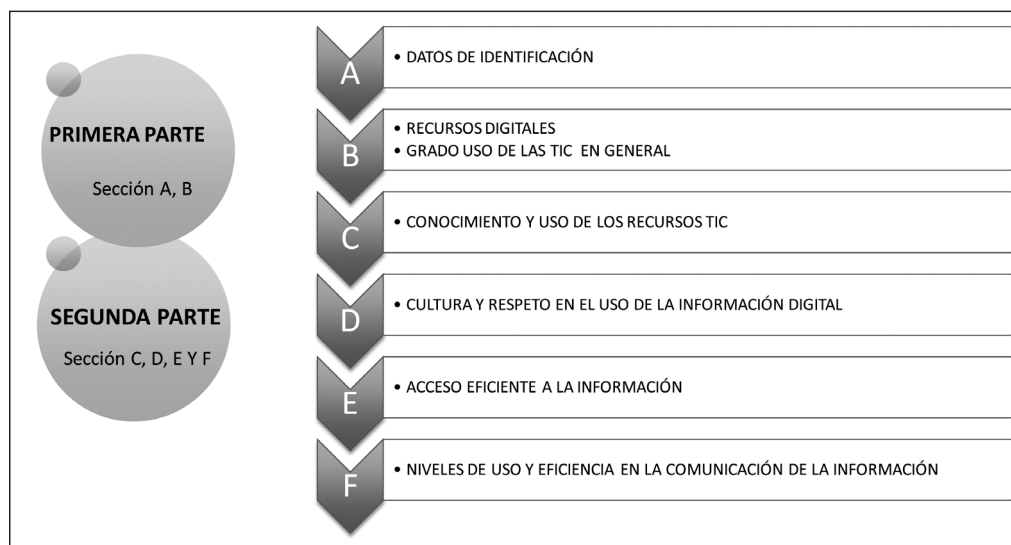 PRIMERA PARTE
Sección A, B
SEGUNDA PARTE
Sección C, D, E Y F
A
• DATOS DE IDENTIFICACIÓN
B
• RECURSOS DIGITALES
• GRADO USO DE LAS TIC EN GENERAL
C
• CONOCIMIENTO Y USO DE LOS RECURSOS TIC
D
• CULTURA Y RESPETO EN EL USO DE LA INFORMACIÓN DIGITAL
E
• ACCESO EFICIENTE A LA INFORMACIÓN
F
• NIVELES DE USO Y EFICIENCIA EN LA COMUNICACIÓN DE LA INFORMACIÓN